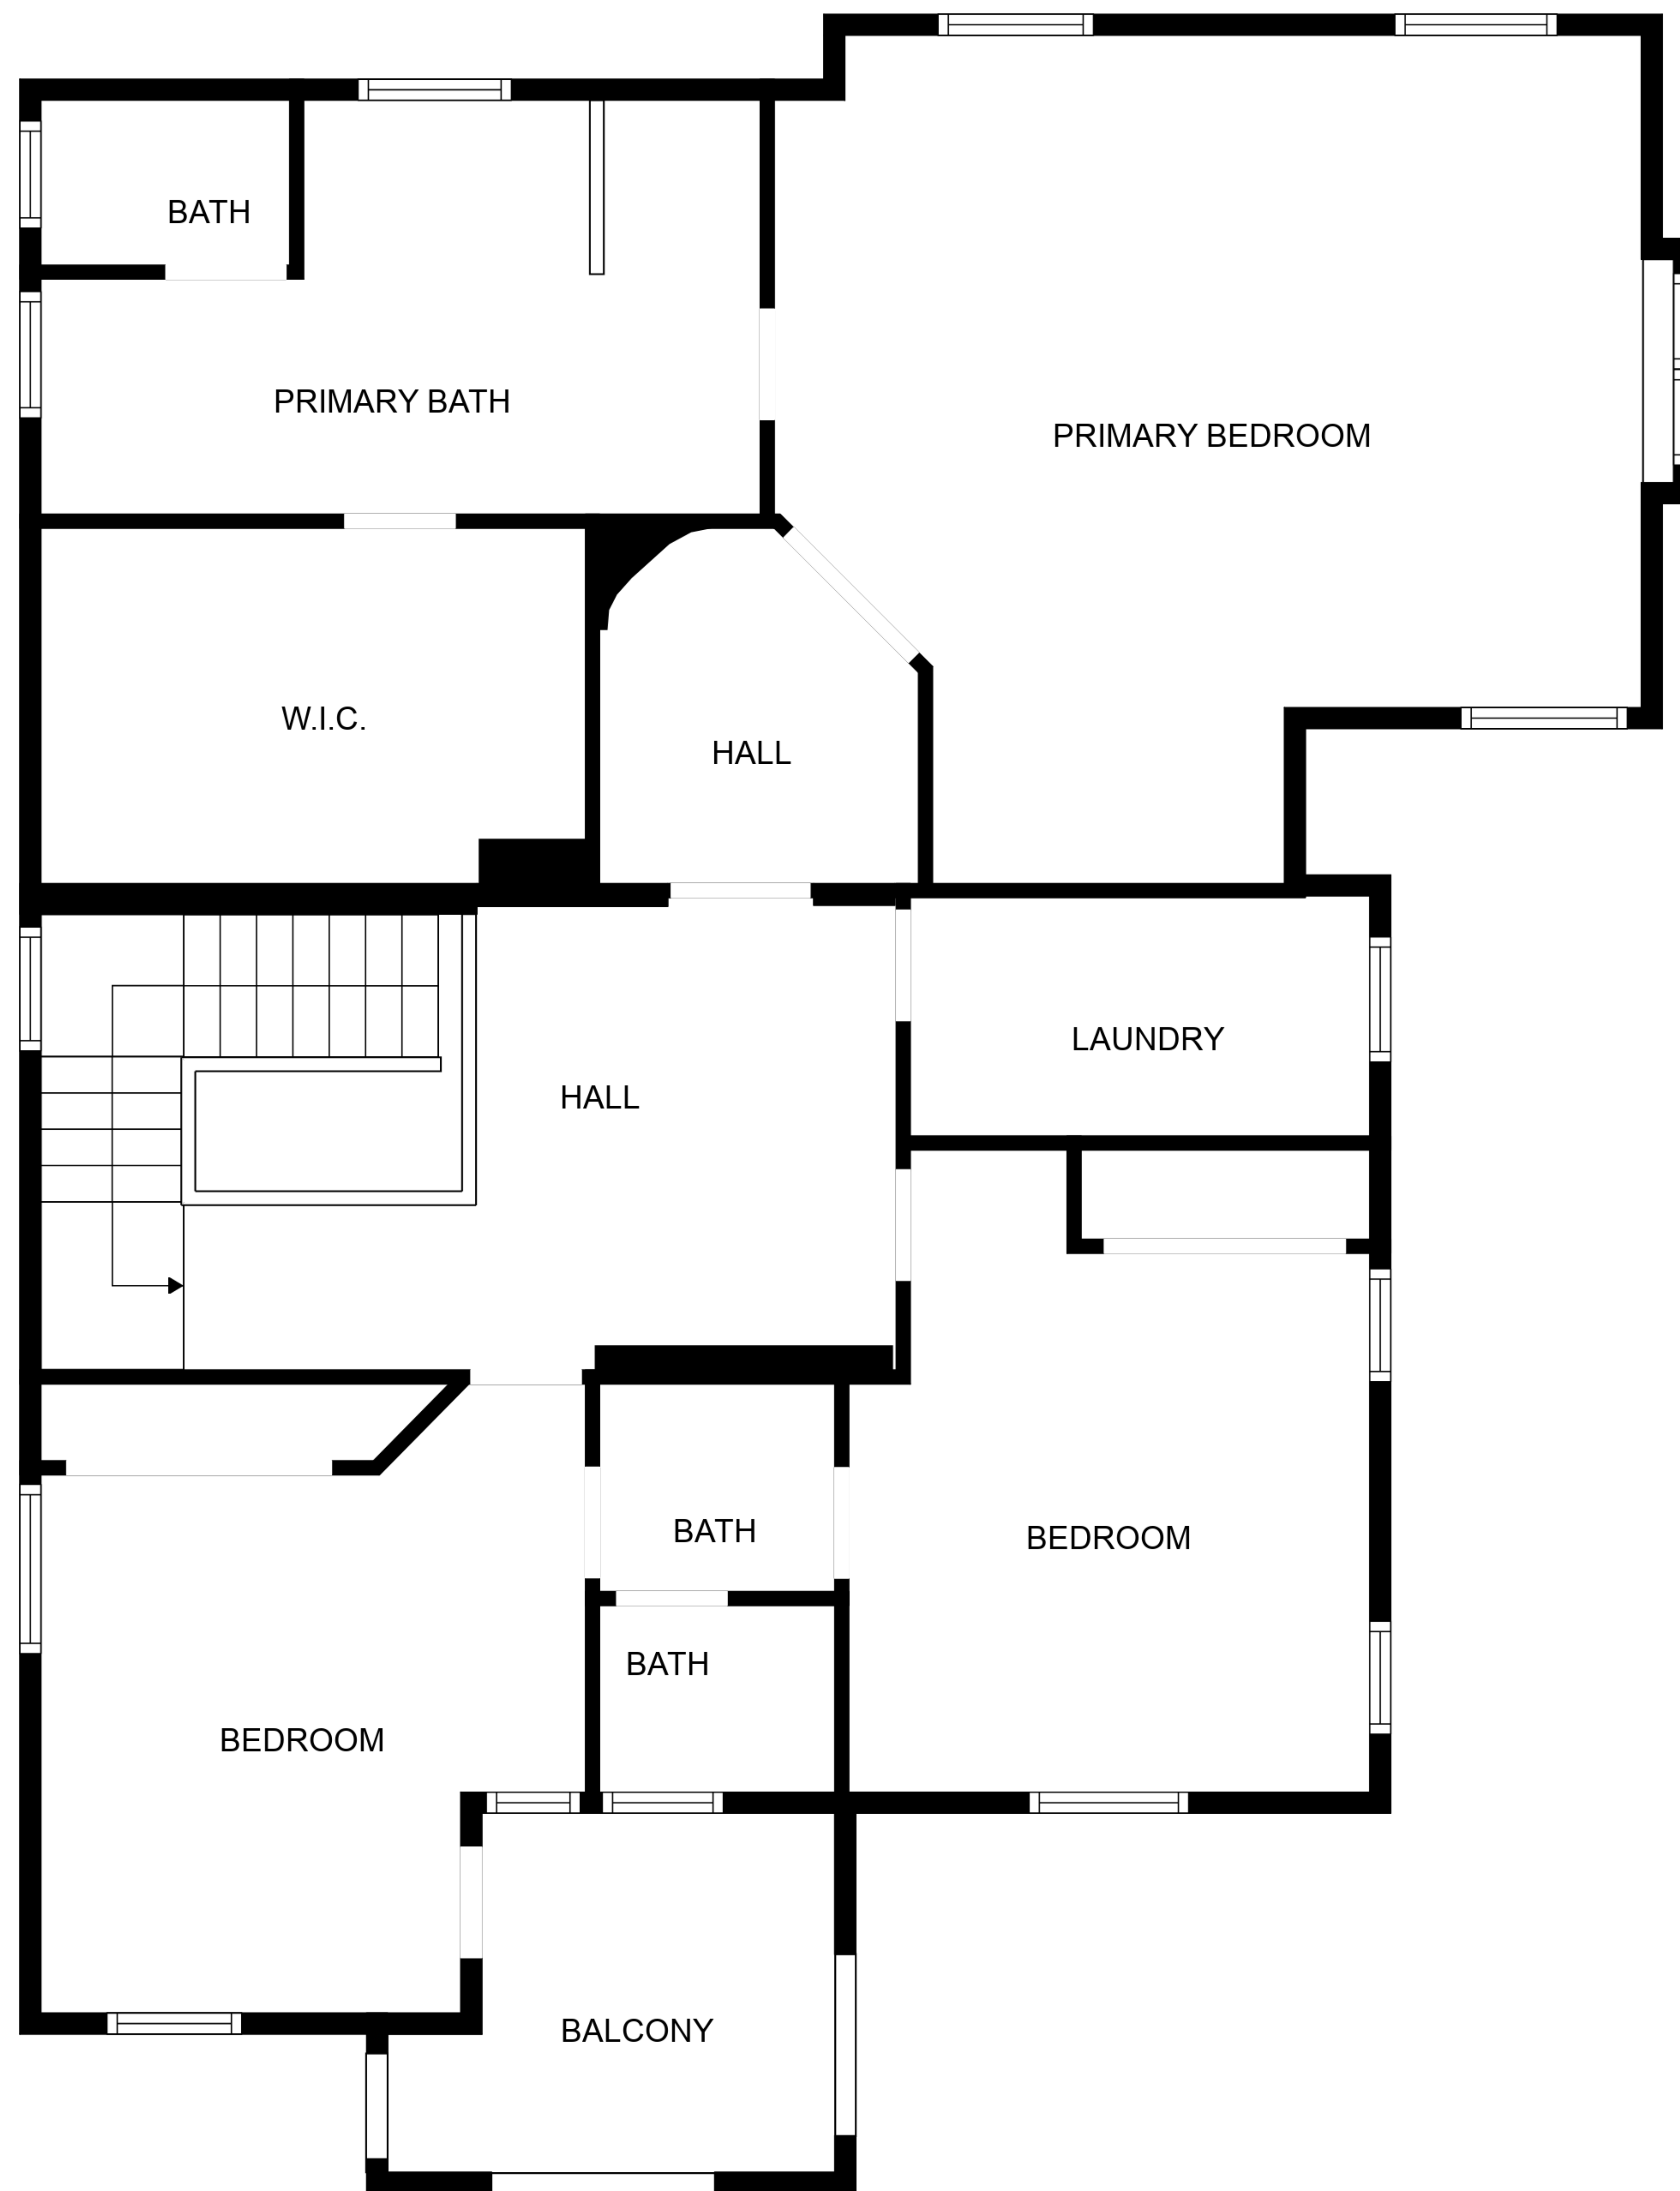 BATH
PRIMARY BATH
PRIMARY BEDROOM
W.I.C.
HALL
LAUNDRY
HALL
BATH
BEDROOM
BATH
BEDROOM
BALCONY